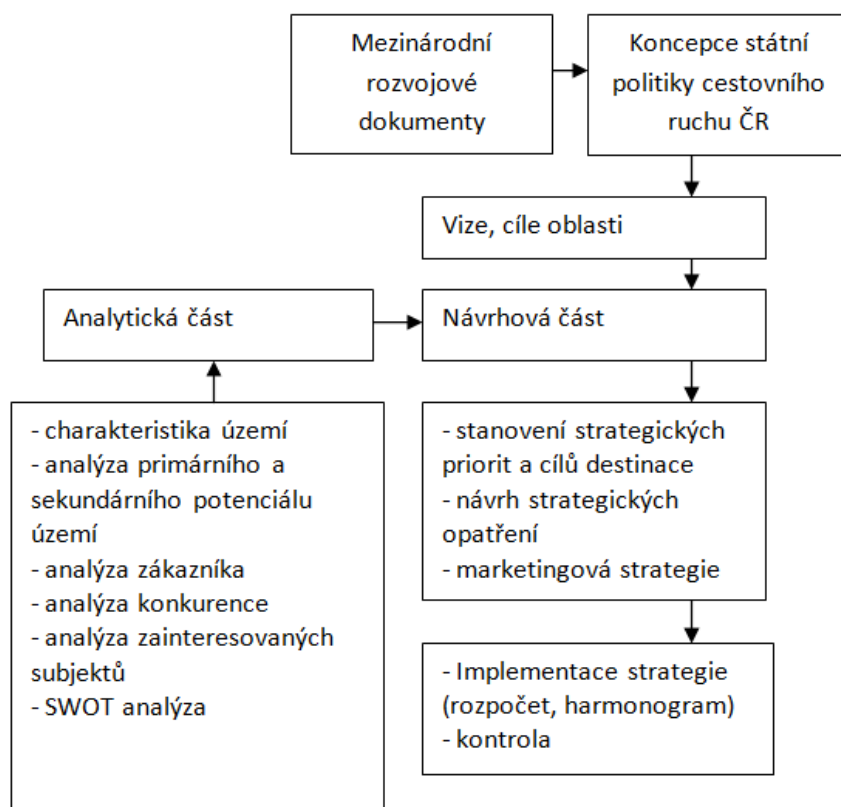 Mezinárodní
rozvojové
dokumenty
Koncepce státní
politiky cestovního
ruchu ČR
Vize, cíle oblasti
Analytická část
Návrhová část
- charakteristika území
- analýza primárního a
sekundárního potenciálu
území
- analýza zákazníka
- analýza konkurence
- analýza zainteresovaných
subjektů
- SWOT analýza
- stanovení strategických
priorit a cílů destinace
- návrh strategických
opatření
- marketingová strategie
- Implementace strategie
(rozpočet, harmonogram)
- kontrola